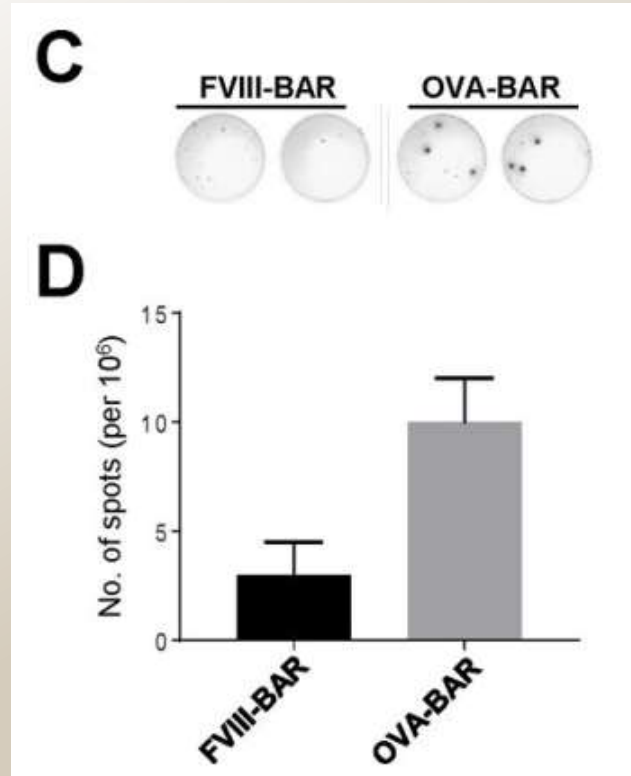 C
FVIII-BAR OVA-BAR
D
No. of spots (per 10⁶)
15
10
5
0
FVIII-BAR
OVA-BAR